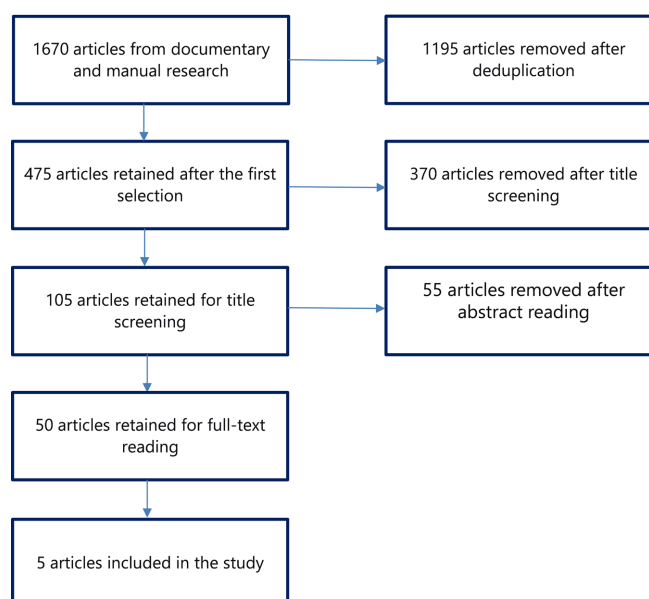 1670 articles from documentary
and manual research
1195 articles removed after
deduplication
475 articles retained after the first
selection
370 articles removed after title
screening
105 articles retained for title
screening
55 articles removed after
abstract reading
50 articles retained for full-text
reading
5 articles included in the study